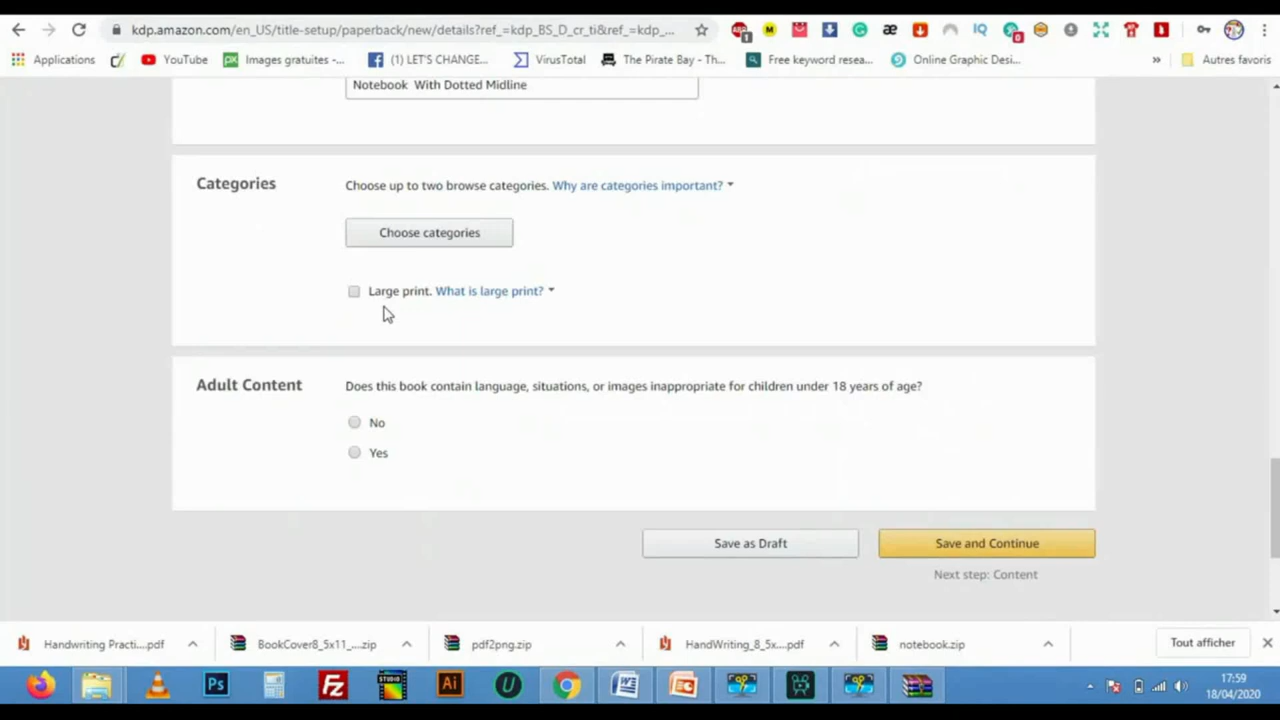 kdp.amazon.com/en_US/title-setup/paperback/new/details?ref_=kdp_BS_D_cr_ti&ref_=kdp_...
Applications YouTube Images gratuites -... (1) LET'S CHANGE... VirusTotal The Pirate Bay - Th... Free keyword resea... Online Graphic Desi... » Autres favoris
Notebook With Dotted Midline
Categories
Choose up to two browse categories. Why are categories important?
Choose categories
Large print. What is large print?
Adult Content
Does this book contain language, situations, or images inappropriate for children under 18 years of age?
No
Yes
Save as Draft
Save and Continue
Next step: Content
Handwriting Practi....pdf BookCover8_5x11_....zip pdf2png.zip HandWriting_8_5x....pdf notebook.zip Tout afficher
Ps Fz STUDIO Ai U W P
17:59
18/04/2020